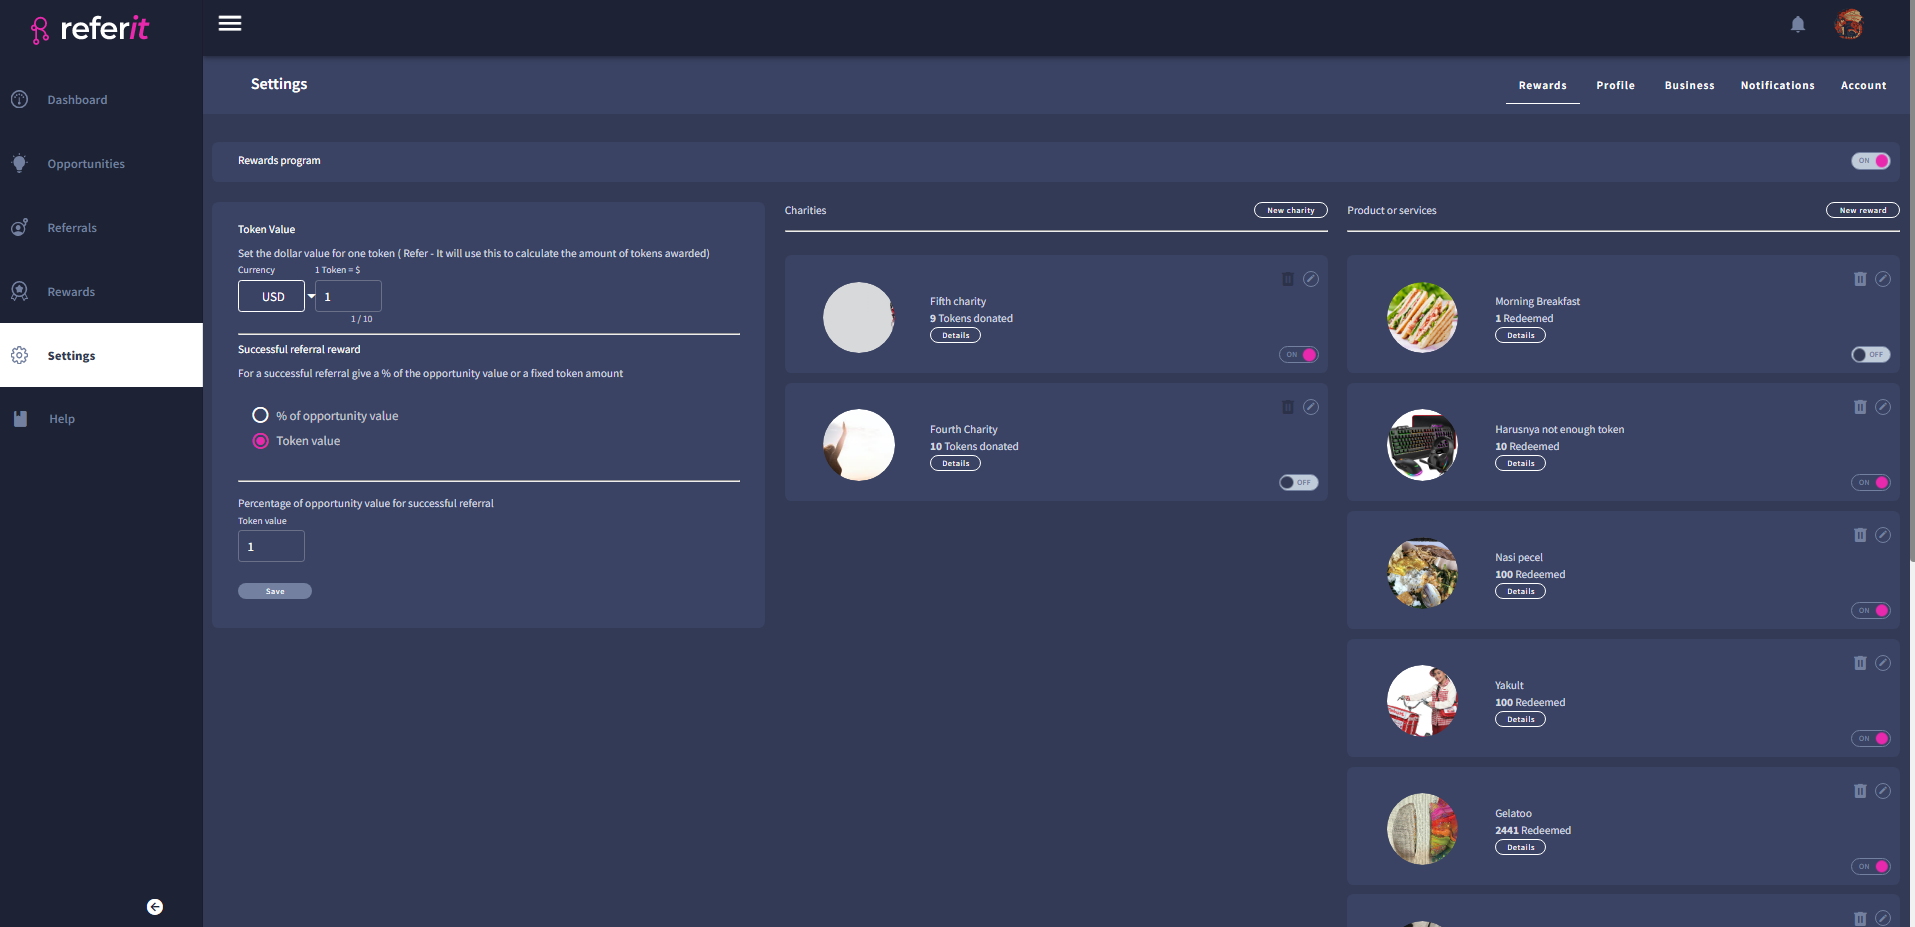 referit
Dashboard
Opportunities
Referrals
Rewards
Settings
Help
Settings
Rewards
Profile
Business
Notifications
Account
Rewards program
ON
Token Value
Set the dollar value for one token ( Refer - It will use this to calculate the amount of tokens awarded)
Currency
1 Token = $
USD
1
1 / 10
Successful referral reward
For a successful referral give a % of the opportunity value or a fixed token amount
% of opportunity value
Token value
Percentage of opportunity value for successful referral
Token value
1
Save
Charities
New charity
Fifth charity
9 Tokens donated
Details
ON
Fourth Charity
10 Tokens donated
Details
OFF
Product or services
New reward
Morning Breakfast
1 Redeemed
Details
OFF
Harusnya not enough token
10 Redeemed
Details
ON
Nasi pecel
100 Redeemed
Details
ON
Yakult
100 Redeemed
Details
ON
Gelatoo
2441 Redeemed
Details
ON